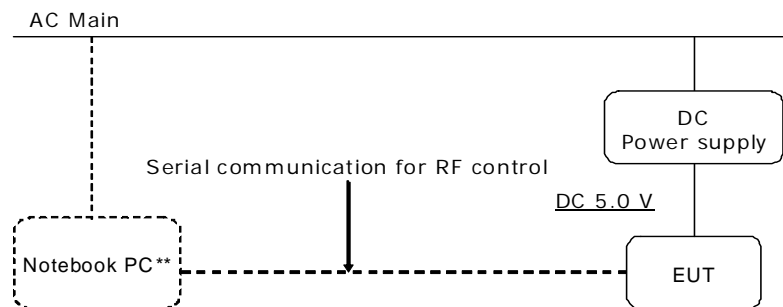 AC Main
DC
Power supply
Serial communication for RF control
DC 5.0 V
Notebook PC**
EUT